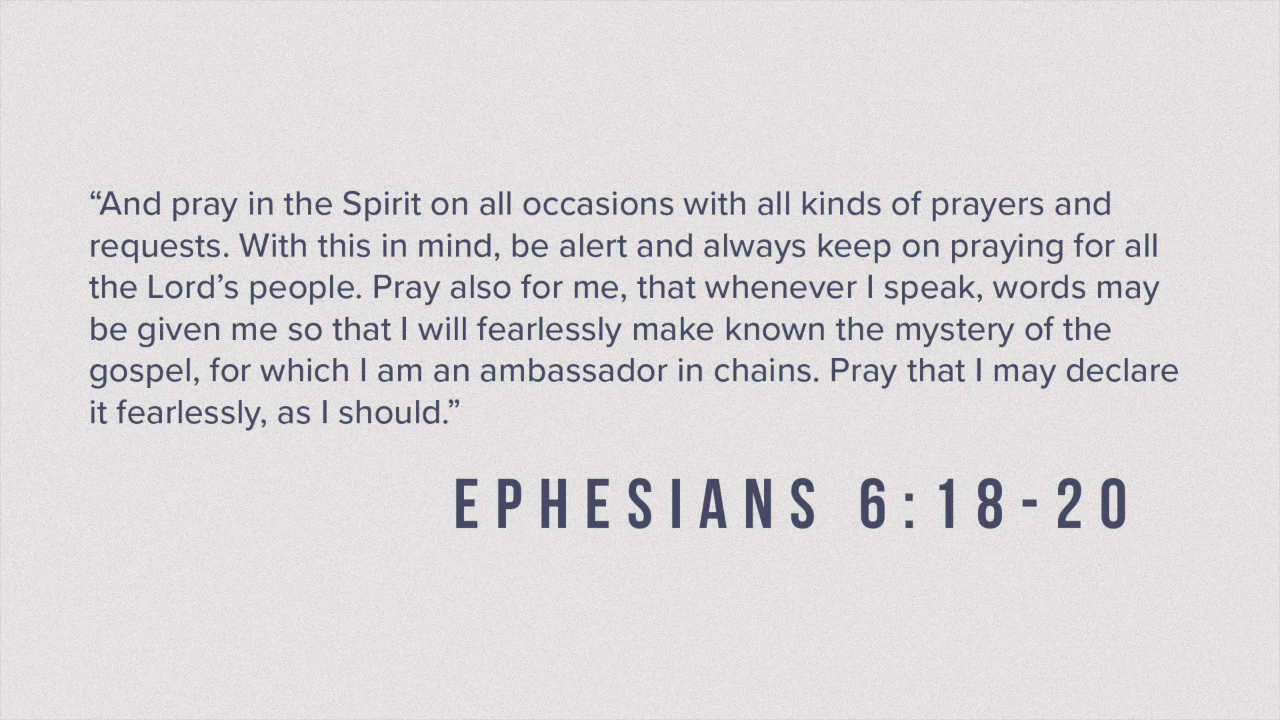 “And pray in the Spirit on all occasions with all kinds of prayers and
requests. With this in mind, be alert and always keep on praying for all
the Lord’s people. Pray also for me, that whenever I speak, words may
be given me so that I will fearlessly make known the mystery of the
gospel, for which I am an ambassador in chains. Pray that I may declare
it fearlessly, as I should.”
EPHESIANS 6:18-20